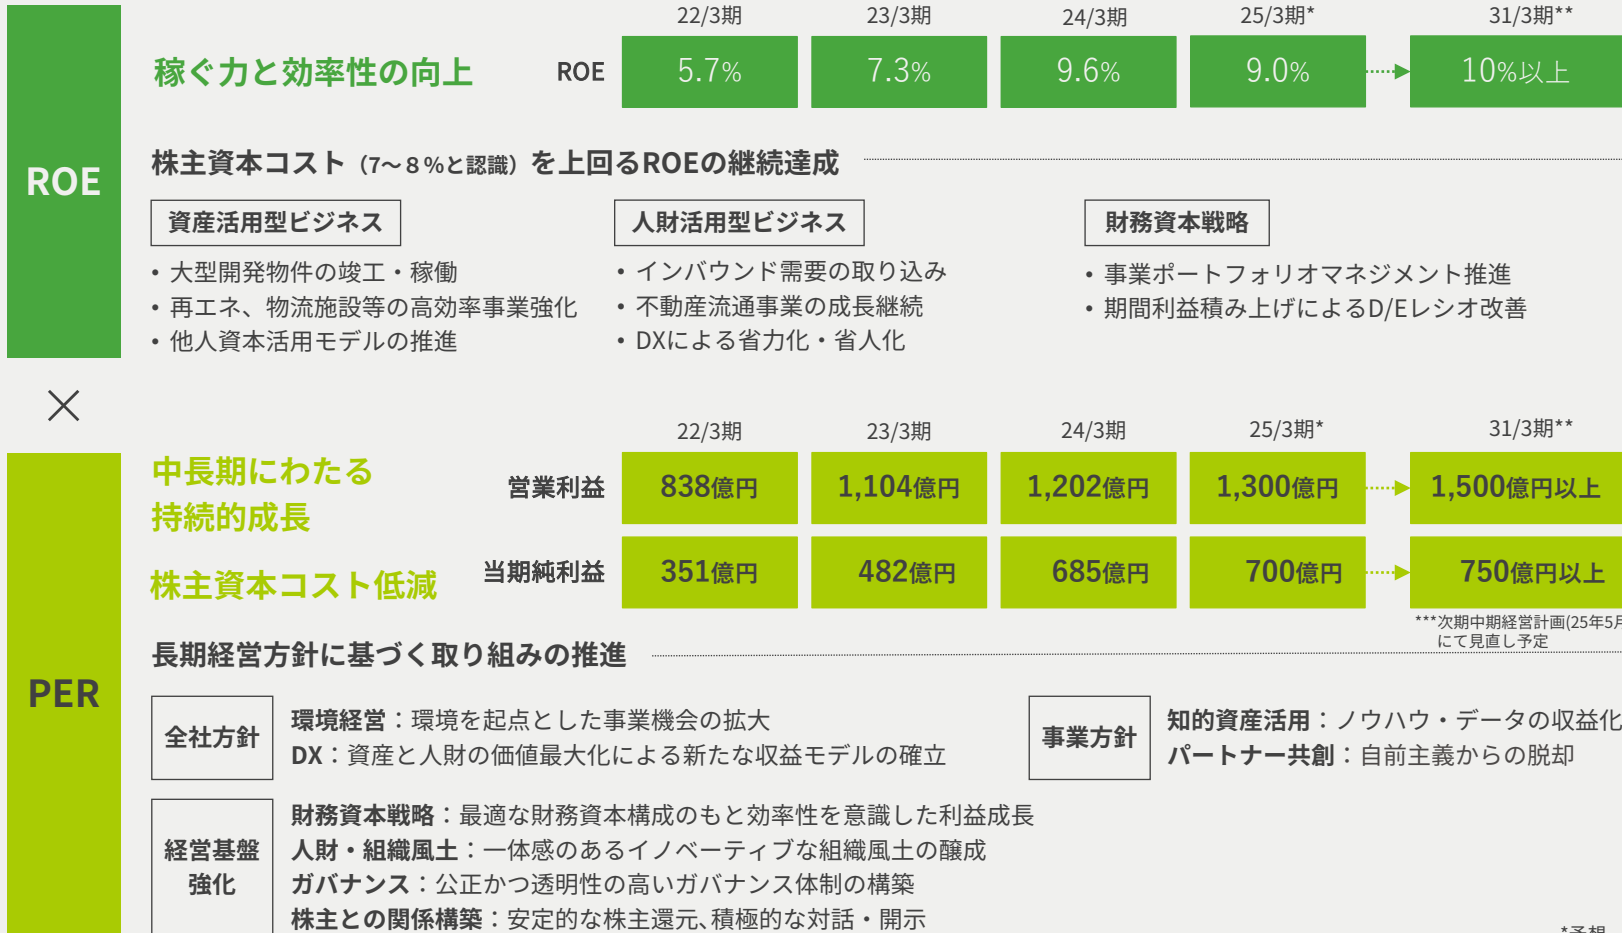 ROE
稼ぐ力と効率性の向上
22/3期 23/3期 24/3期 25/3期* 31/3期**
ROE 5.7% 7.3% 9.6% 9.0% 10%以上
株主資本コスト（7～８％と認識）を上回るROEの継続達成
資産活用型ビジネス
• 大型開発物件の竣工・稼働
• 再エネ、物流施設等の高効率事業強化
• 他人資本活用モデルの推進
人財活用型ビジネス
• インバウンド需要の取り込み
• 不動産流通事業の成長継続
• DXによる省力化・省人化
財務資本戦略
• 事業ポートフォリオマネジメント推進
• 期間利益積み上げによるD/Eレシオ改善
×
PER
中長期にわたる
持続的成長
株主資本コスト低減
22/3期 23/3期 24/3期 25/3期* 31/3期**
営業利益 838億円 1,104億円 1,202億円 1,300億円 1,500億円以上
当期純利益 351億円 482億円 685億円 700億円 750億円以上
***次期中期経営計画(25年5月
にて見直し予定
長期経営方針に基づく取り組みの推進
全社方針
環境経営：環境を起点とした事業機会の拡大
DX：資産と人財の価値最大化による新たな収益モデルの確立
事業方針
知的資産活用：ノウハウ・データの収益化
パートナー共創：自前主義からの脱却
経営基盤
強化
財務資本戦略：最適な財務資本構成のもと効率性を意識した利益成長
人財・組織風土：一体感のあるイノベーティブな組織風土の醸成
ガバナンス：公正かつ透明性の高いガバナンス体制の構築
株主との関係構築：安定的な株主還元、積極的な対話・開示
*予想